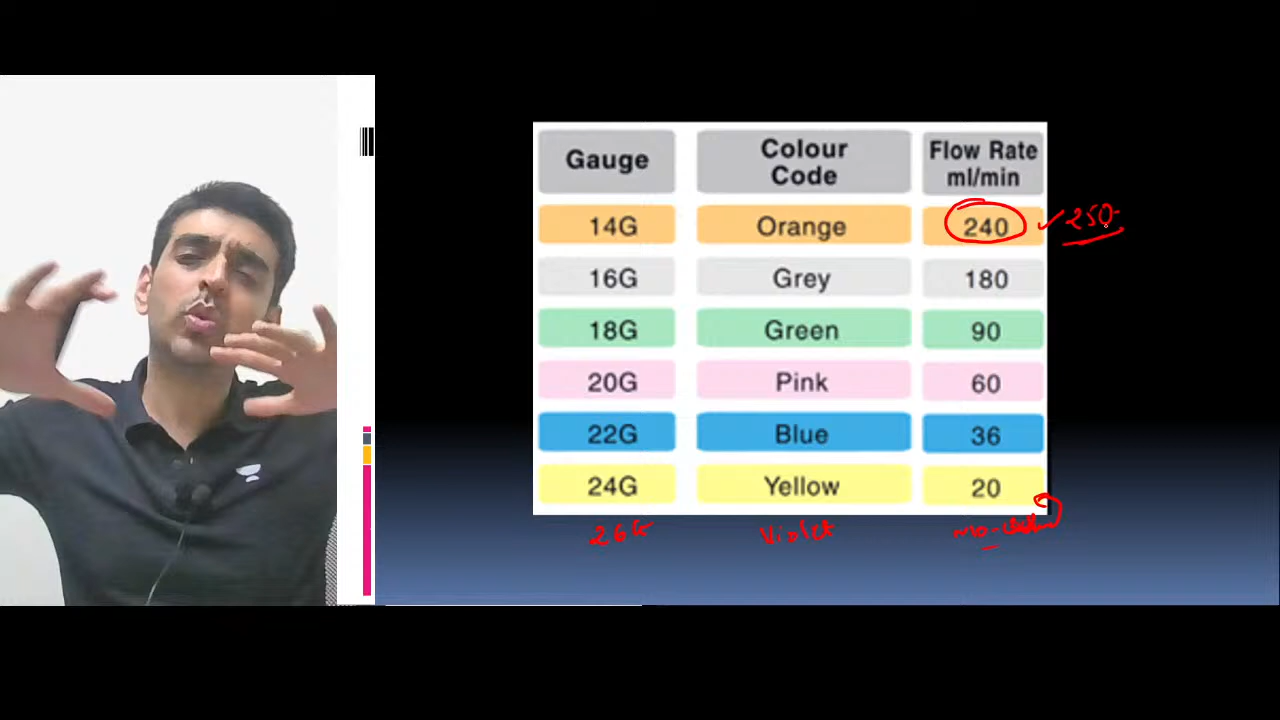 Gauge Colour Code Flow Rate ml/min
14G Orange 240 ✓ 250
16G Grey 180
18G Green 90
20G Pink 60
22G Blue 36
24G Yellow 20
26G Violet